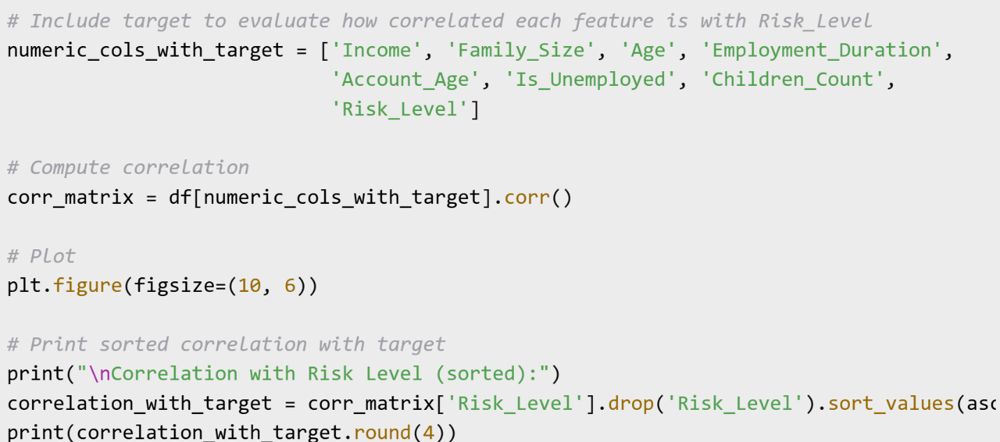 # Include target to evaluate how correlated each feature is with Risk_Level
numeric_cols_with_target = ['Income', 'Family_Size', 'Age', 'Employment_Duration',
                            'Account_Age', 'Is_Unemployed', 'Children_Count',
                            'Risk_Level']

# Compute correlation
corr_matrix = df[numeric_cols_with_target].corr()

# Plot
plt.figure(figsize=(10, 6))

# Print sorted correlation with target
print("\nCorrelation with Risk Level (sorted):")
correlation_with_target = corr_matrix['Risk_Level'].drop('Risk_Level').sort_values(asc
print(correlation_with_target.round(4))